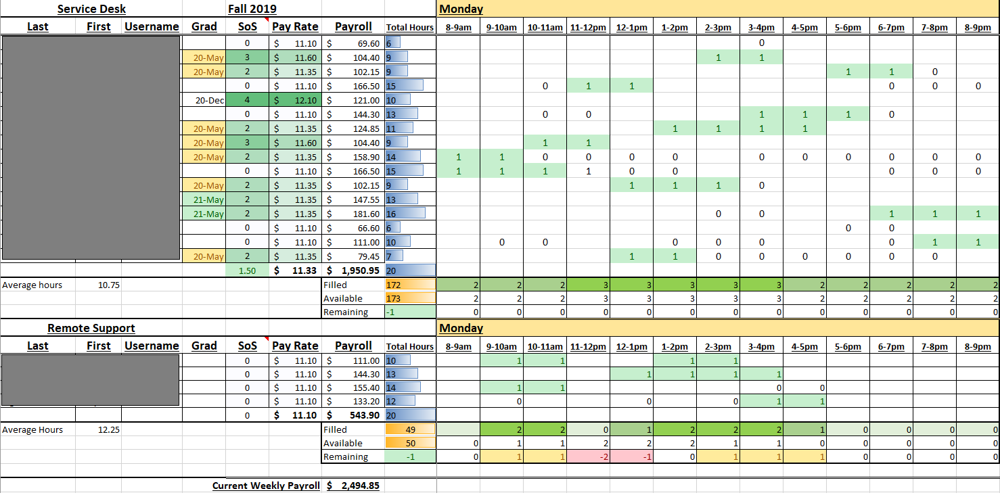 Service Desk Fall 2019 Monday
Last First Username Grad SoS Pay Rate Payroll Total Hours 8-9am 9-10am 10-11am 11-12pm 12-1pm 1-2pm 2-3pm 3-4pm 4-5pm 5-6pm 6-7pm 7-8pm 8-9pm
0 $ 11.10 $ 69.60 6 0
20-May 3 $ 11.60 $ 104.40 9 1 1
20-May 2 $ 11.35 $ 102.15 9 1 1 0
0 $ 11.10 $ 166.50 15 0 1 1 0 0 0
20-Dec 4 $ 12.10 $ 121.00 10
0 $ 11.10 $ 144.30 13 0 0 1 1 1 0
20-May 2 $ 11.35 $ 124.85 11 1 1 1 1
20-May 3 $ 11.60 $ 104.40 9 1 1
20-May 2 $ 11.35 $ 158.90 14 1 1 0 0 0 0 0 0 0 0 0 0
0 $ 11.10 $ 166.50 15 1 1 1 1 0 0 0 0 0
20-May 2 $ 11.35 $ 102.15 9 1 1 1 0
21-May 2 $ 11.35 $ 147.55 13
21-May 2 $ 11.35 $ 181.60 16 0 0 1 1 1
0 $ 11.10 $ 66.60 6 0 0
0 $ 11.10 $ 111.00 10 0 0 0 0 0 0 1 1
20-May 2 $ 11.35 $ 79.45 7 1 1 0 0 0 0 0 0
1.50 $ 11.33 $ 1,950.95 20
Average hours 10.75 Filled 172 2 2 2 3 3 3 3 3 2 2 2 2 2
Available 173 2 2 2 3 3 3 3 3 2 2 2 2 2
Remaining -1 0 0 0 0 0 0 0 0 0 0 0 0 0
Remote Support Monday
Last First Username Grad SoS Pay Rate Payroll Total Hours 8-9am 9-10am 10-11am 11-12pm 12-1pm 1-2pm 2-3pm 3-4pm 4-5pm 5-6pm 6-7pm 7-8pm 8-9pm
0 $ 11.10 $ 111.00 10 1 1 1 1
0 $ 11.10 $ 144.30 13 1 1 1 1
0 $ 11.10 $ 155.40 14 1 1 0 0
0 $ 11.10 $ 133.20 12 0 0 0 1 1
0 $ 11.10 $ 543.90 20
Average Hours 12.25 Filled 49 2 2 0 1 2 2 2 1 0 0 0 0
Available 50 0 1 1 2 2 2 1 1 0 0 0 0 0
Remaining -1 0 1 1 -2 -1 0 1 1 1 0 0 0 0
Current Weekly Payroll $ 2,494.85